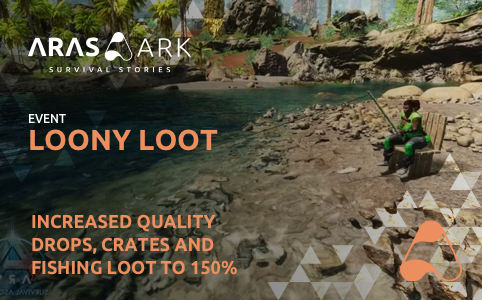 ARAS ARK
SURVIVAL STORIES
EVENT
LOONY LOOT
INCREASED QUALITY
DROPS, CRATES AND
FISHING LOOT TO 150%